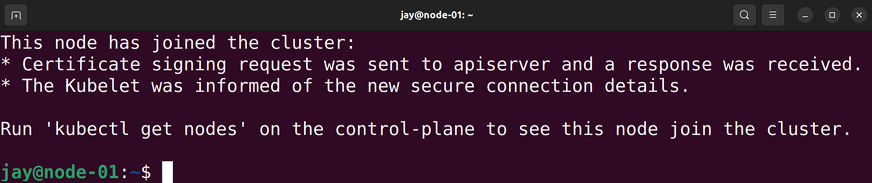 jay@node-01: ~
This node has joined the cluster:
* Certificate signing request was sent to apiserver and a response was received.
* The Kubelet was informed of the new secure connection details.
Run 'kubectl get nodes' on the control-plane to see this node join the cluster.
jay@node-01:~$